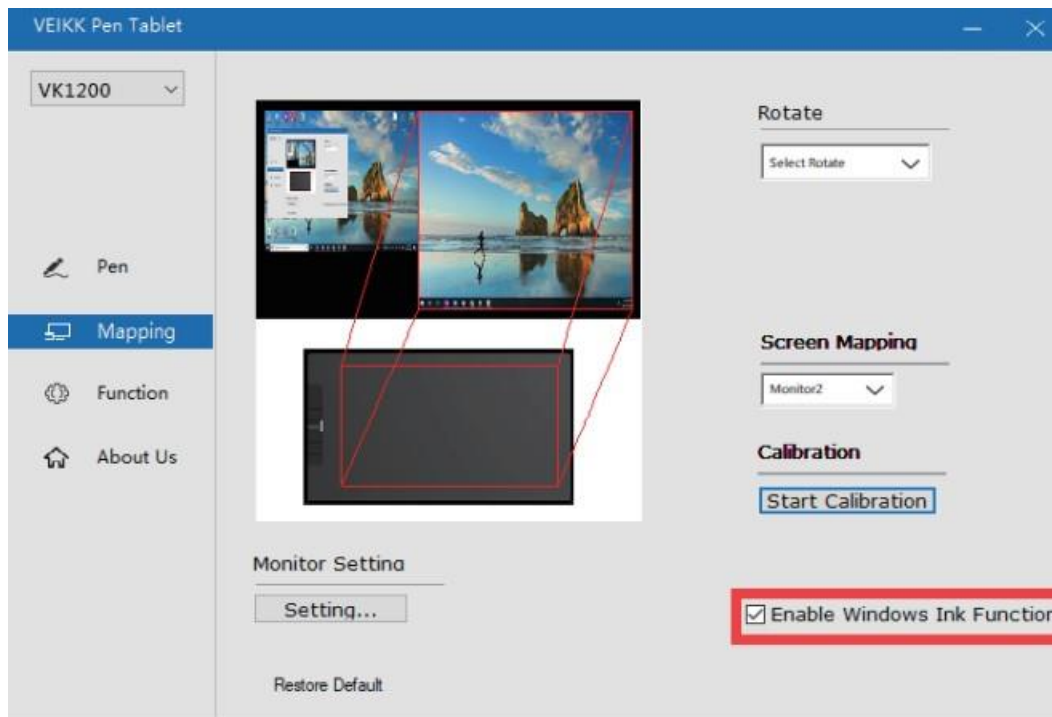 VEIKK Pen Tablet
VK1200
Pen
Mapping
Function
About Us
Rotate
Select Rotate
Screen Mapping
Monitor2
Calibration
Start Calibration
Monitor Setting
Setting...
Enable Windows Ink Function
Restore Default